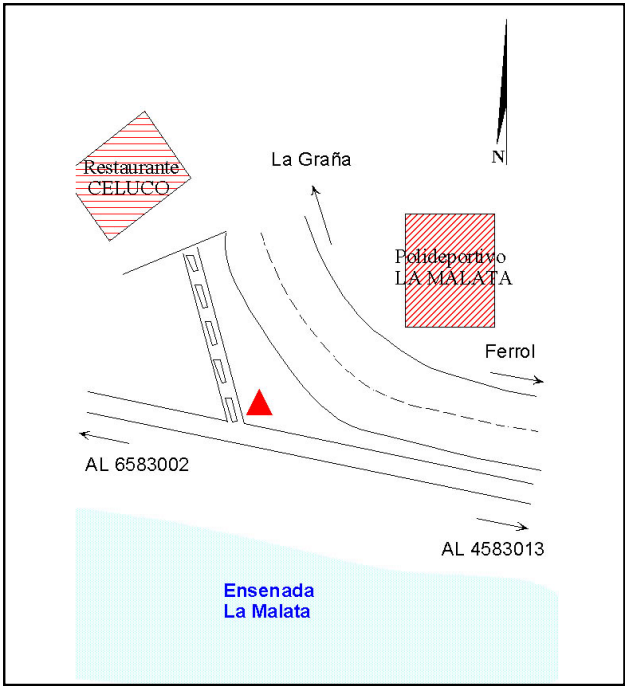 N
La Graña
Restaurante
CELUCO
Polideportivo
LA MALATA
Ferrol
AL 6583002
AL 4583013
Ensenada
La Malata